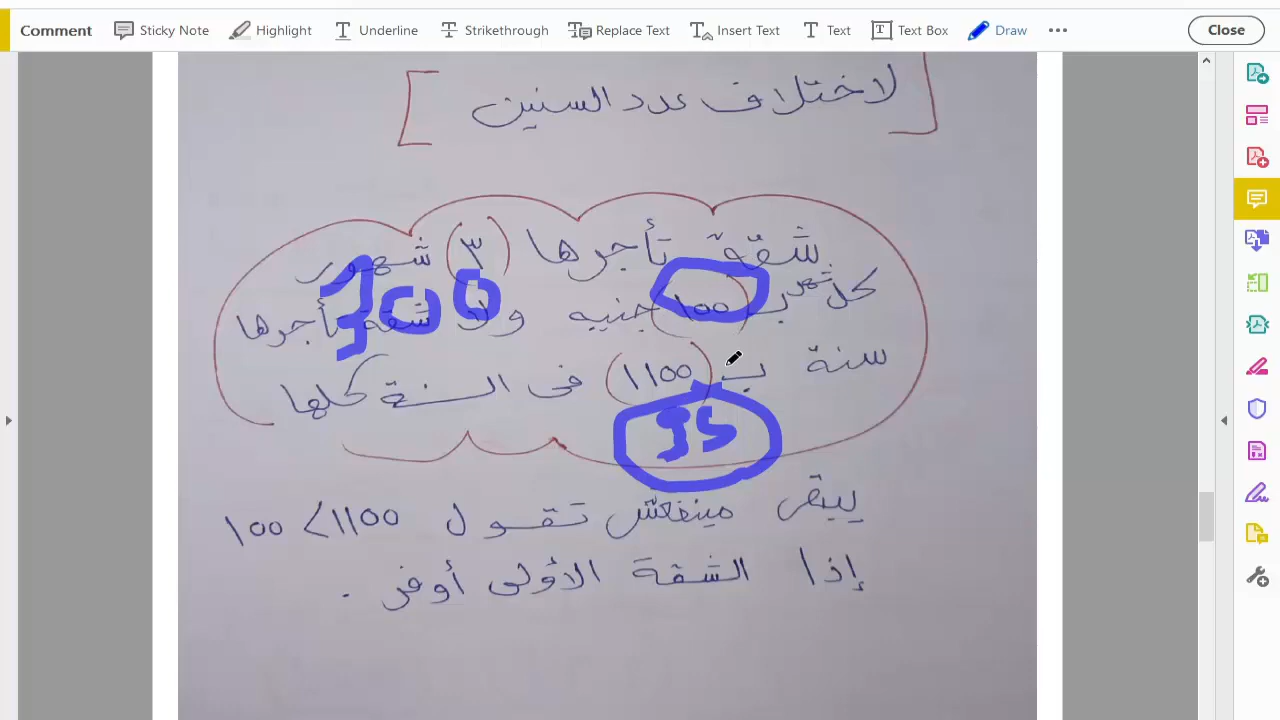 Comment Sticky Note Highlight Underline Strikethrough Replace Text Insert Text Text Text Box Draw ••• Close
[لاختلاف عدد السنين]
شقة تأجرها (٣) شهور
كل شهر ب (١٠٠) جنيه ولا شقة تأجرها
سنة ب (١١٠٠) فى السنة كلها
يبقى مينفعش تقول ١١٠٠ > ١٠٠
إذا الشقة الأولى أوفر .